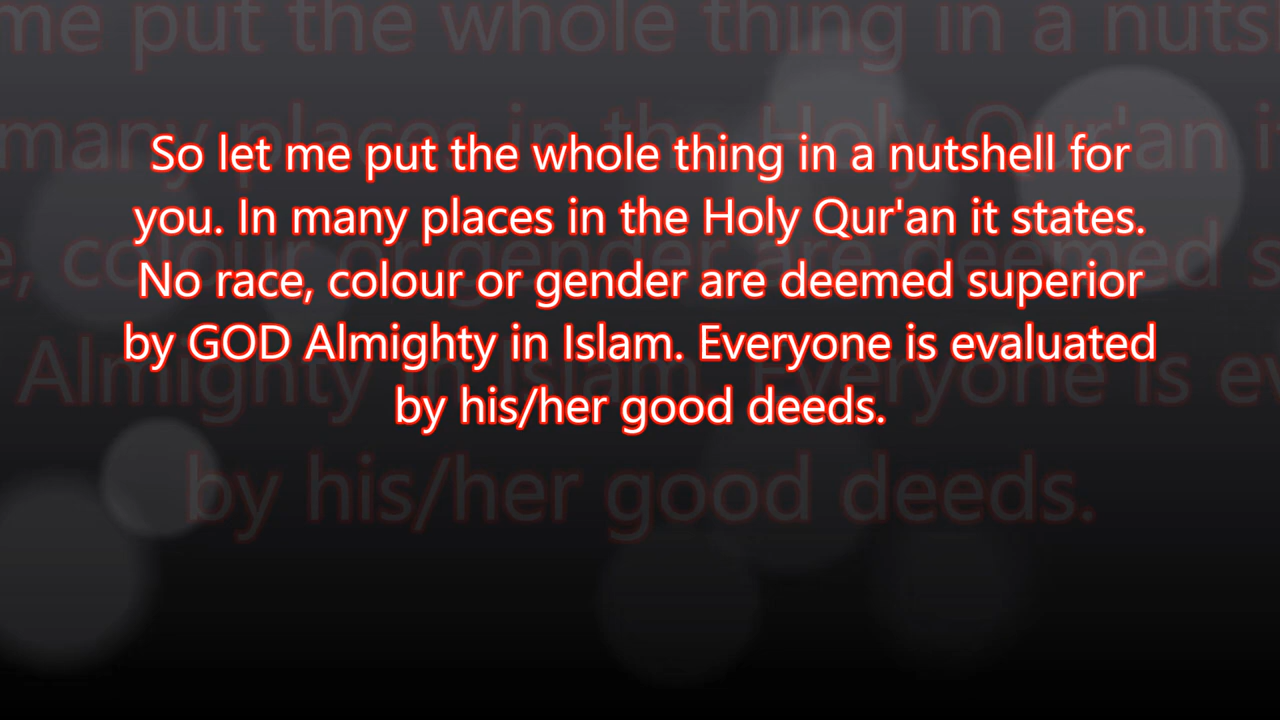 So let me put the whole thing in a nutshell for
you. In many places in the Holy Qur'an it states.
No race, colour or gender are deemed superior
by GOD Almighty in Islam. Everyone is evaluated
by his/her good deeds.